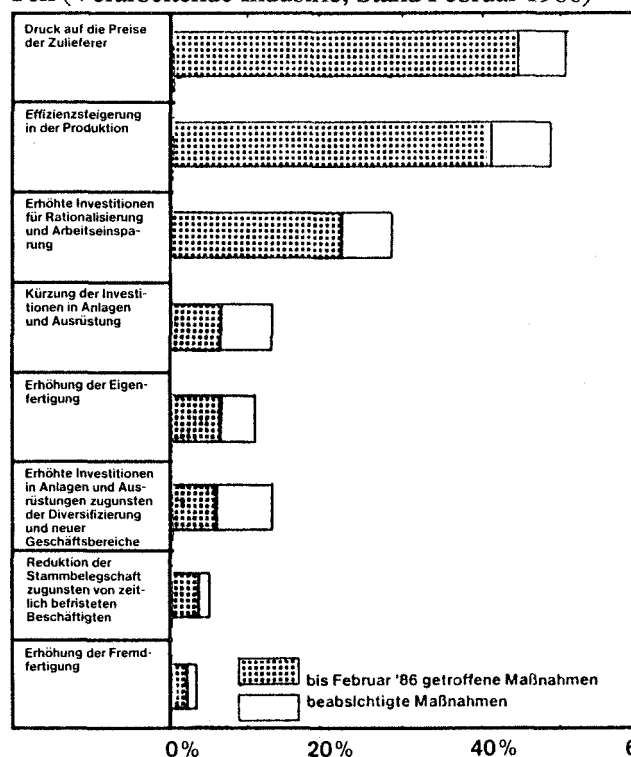 Druck auf die Preise
der Zulieferer
Effizienzsteigerung
in der Produktion
Erhöhte Investitionen
für Rationalisierung
und Arbeitseinspa-
rung
Kürzung der Investi-
tionen in Anlagen
und Ausrüstung
Erhöhung der Eigen-
fertigung
Erhöhte Investitionen
in Anlagen und Aus-
rüstungen zugunsten
der Diversifizierung
und neuer
Geschäftsbereiche
Reduktion der
Stammbelegschaft
zugunsten von zeit-
lich befristeten
Beschäftigten
Erhöhung der Fremd-
fertigung
bis Februar '86 getroffene Maßnahmen
beabsichtigte Maßnahmen
0% 20% 40% 6